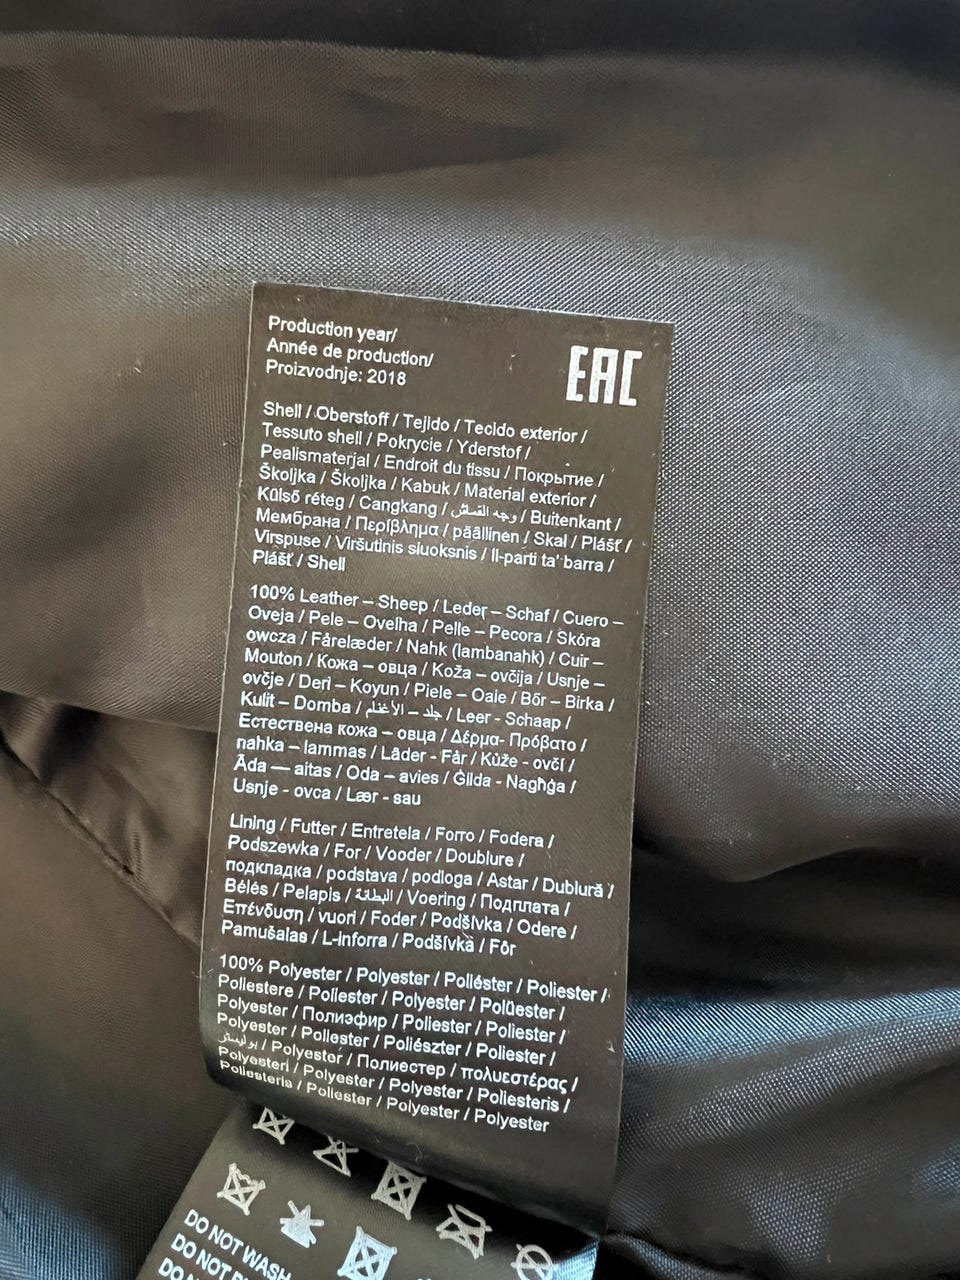 Production year/
Année de production/
Proizvodnje: 2018
EAC
Shell / Oberstoff / Tejido / Tecido exterior /
Tessuto shell / Pokrycie / Yderstof /
Pealismaterjal / Endroit du tissu / Покрытие /
Školjka / Školjka / Kabuk / Material exterior /
Külső réteg / Cangkang / وجه القماش / Buitenkant /
Мембрана / Περίβλημα / päällinen / Skal / Plášť /
Virspuse / Viršutinis sluoksnis / Il-parti ta' barra /
Plášť / Shell
100% Leather – Sheep / Leder – Schaf / Cuero –
Oveja / Pele – Ovelha / Pelle – Pecora / Skóra
owcza / Fårelæder / Nahk (lambanahk) / Cuir –
Mouton / Кожа – овца / Koža – ovčija / Usnje –
ovčje / Deri – Koyun / Piele – Oaie / Bőr – Birka /
Kulit – Domba / جلد – الأغنام / Leer - Schaap /
Естествена кожа – овца / Δέρμα- Πρόβατο /
nahka – lammas / Läder - Får / Kůže - ovčí /
Āda — aitas / Oda – avies / Ġilda - Nagħġa /
Usnje - ovca / Lær - sau
Lining / Futter / Entretela / Forro / Fodera /
Podszewka / For / Vooder / Doublure /
подкладка / podstava / podloga / Astar / Dublură /
Bélés / Pelapis / البطانة / Voering / Подплата /
Επένδυση / vuori / Foder / Podšívka / Odere /
Pamušalas / L-inforra / Podšívka / Fôr
100% Polyester / Polyester / Poliéster / Poliester /
Poliestere / Poliester / Polyester / Polüester /
Polyester / Полиэфир / Poliester / Poliester /
Polyester / Poliester / Poliészter / Poliester /
بوليستر / Polyester / Полиестер / πολυεστέρας /
Polyesteri / Polyester / Polyester / Poliesteris /
Poliesteris / Poliester / Polyester / Polyester
DO NOT WASH
DO NOT
DO NOT